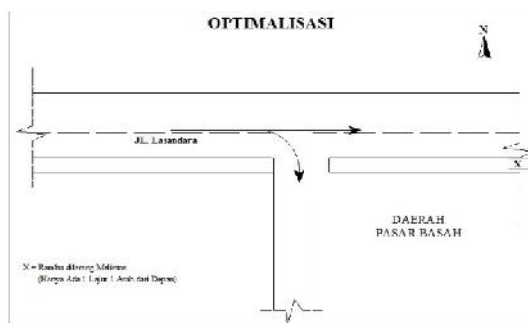 OPTIMALISASI
N
JL. Lasandara
X
DAERAH
PASAR BASAH
X = Rambu dilarang Melintas
(Hanya Ada 1 Lajur 1 Arah dari Depan)